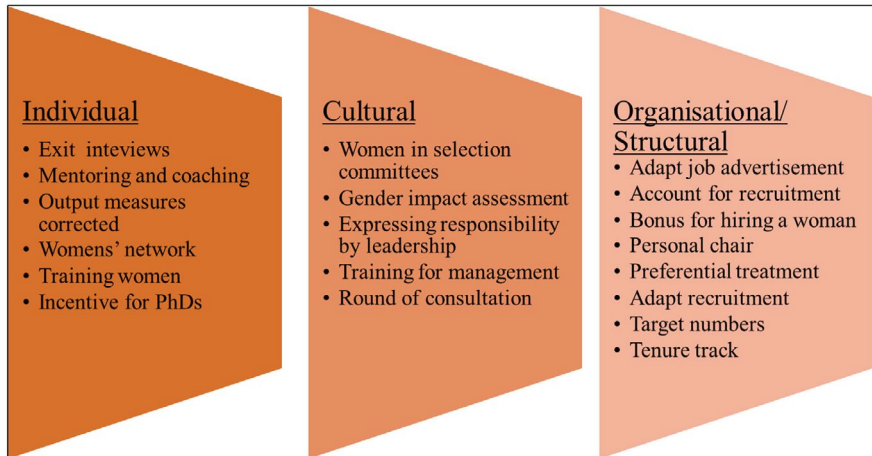 Individual
• Exit inteviews
• Mentoring and coaching
• Output measures
corrected
• Womens’ network
• Training women
• Incentive for PhDs
Cultural
• Women in selection
committees
• Gender impact assessment
• Expressing responsibility
by leadership
• Training for management
• Round of consultation
Organisational/
Structural
• Adapt job advertisement
• Account for recruitment
• Bonus for hiring a woman
• Personal chair
• Preferential treatment
• Adapt recruitment
• Target numbers
• Tenure track